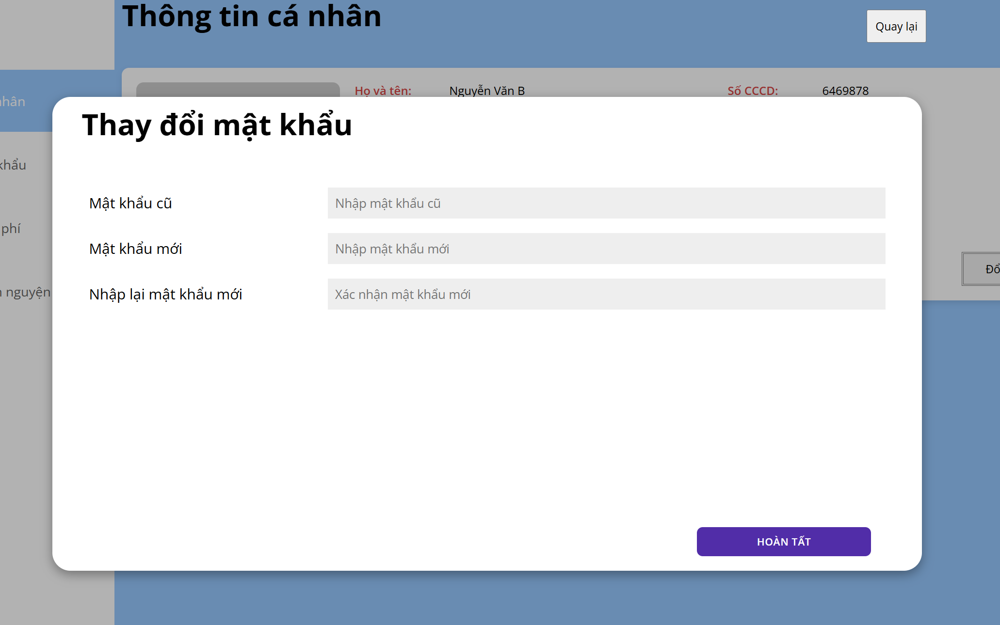 Thông tin cá nhân
Quay lại
Họ và tên: Nguyễn Văn B Số CCCD: 6469878
nhân
khẩu
phí
nguyện
Thay đổi mật khẩu
Mật khẩu cũ Nhập mật khẩu cũ
Mật khẩu mới Nhập mật khẩu mới
Nhập lại mật khẩu mới Xác nhận mật khẩu mới
HOÀN TẤT